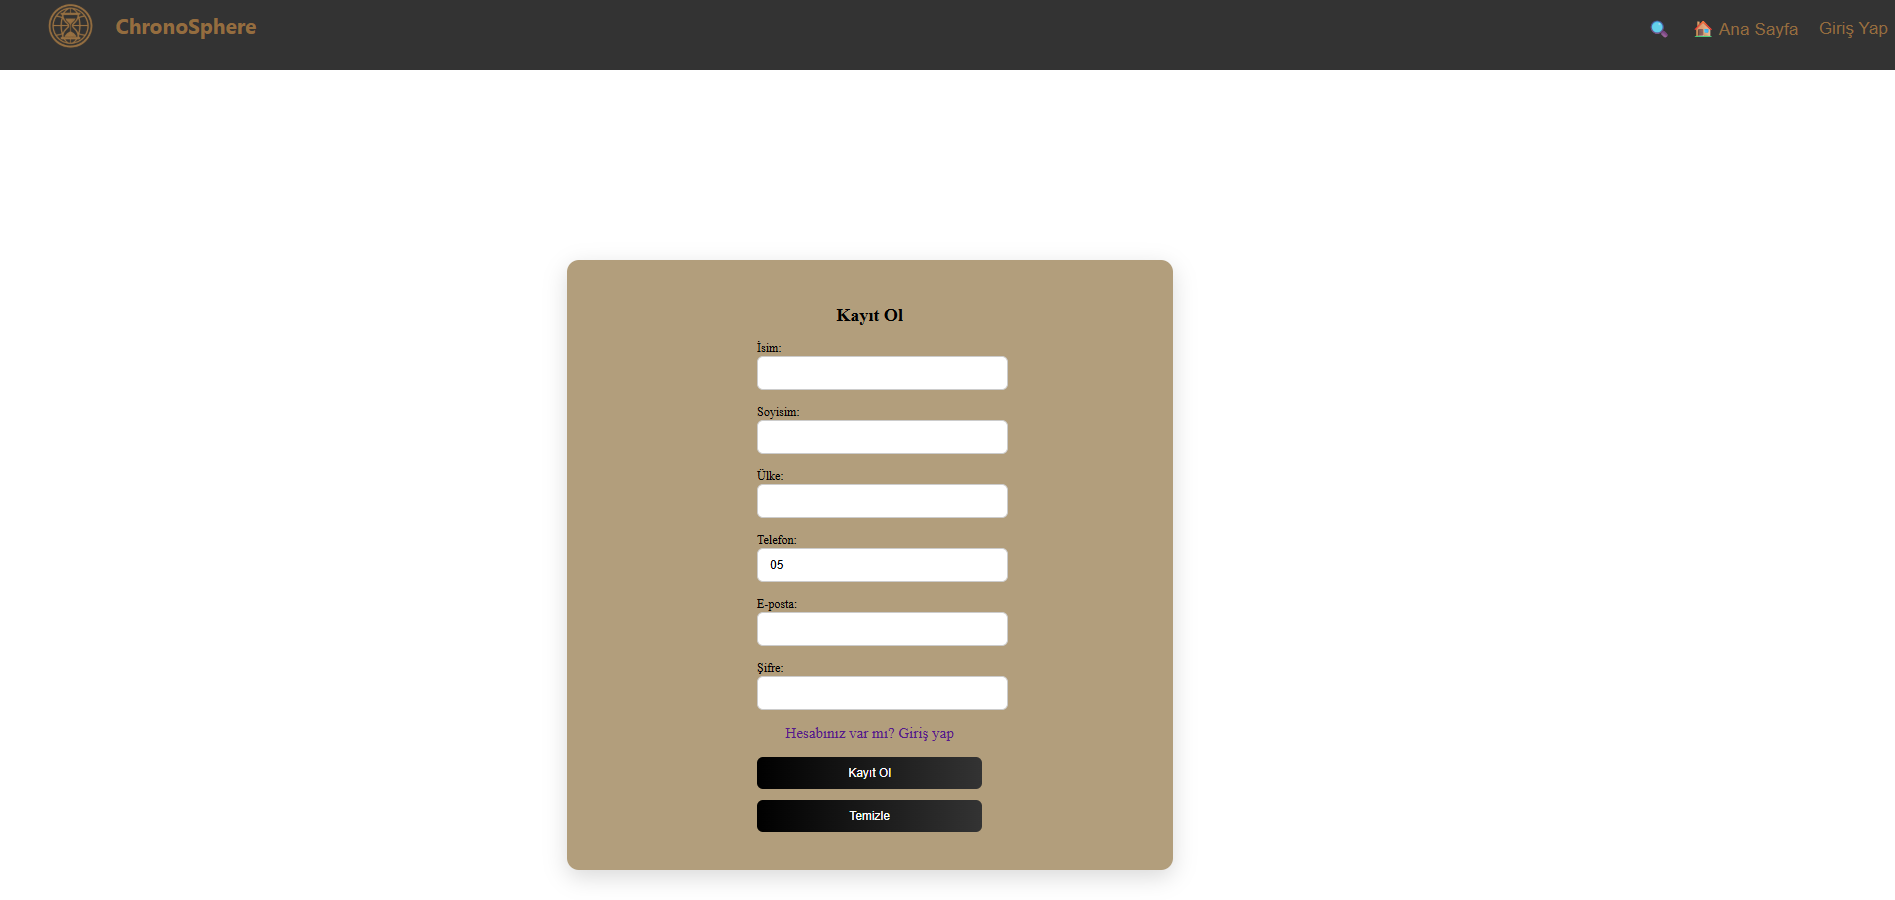 ChronoSphere
Ana Sayfa
Giriş Yap
Kayıt Ol
İsim:
Soyisim:
Ülke:
Telefon:
05
E-posta:
Şifre:
Hesabınız var mı? Giriş yap
Kayıt Ol
Temizle